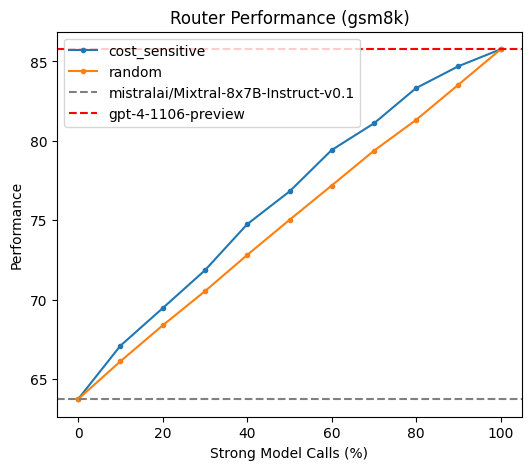 Router Performance (gsm8k)
cost_sensitive
random
mistralai/Mixtral-8x7B-Instruct-v0.1
gpt-4-1106-preview
85
80
75
70
65
Performance
0 20 40 60 80 100
Strong Model Calls (%)